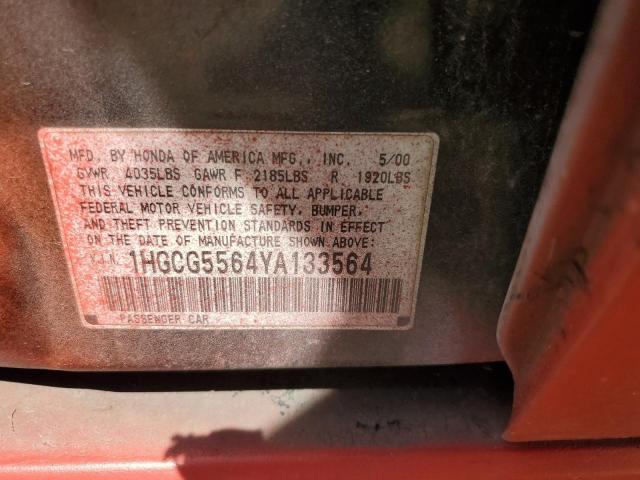 MFD. BY HONDA OF AMERICA MFG., INC. 5/00
GVWR. 4035LBS GAWR F 2185LBS R 1920LBS
THIS VEHICLE CONFORMS TO ALL APPLICABLE
FEDERAL MOTOR VEHICLE SAFETY, BUMPER,
AND THEFT PREVENTION STANDARDS IN EFFECT
ON THE DATE OF MANUFACTURE SHOWN ABOVE:
V.I.N. 1HGCG5564YA133564
PASSENGER CAR